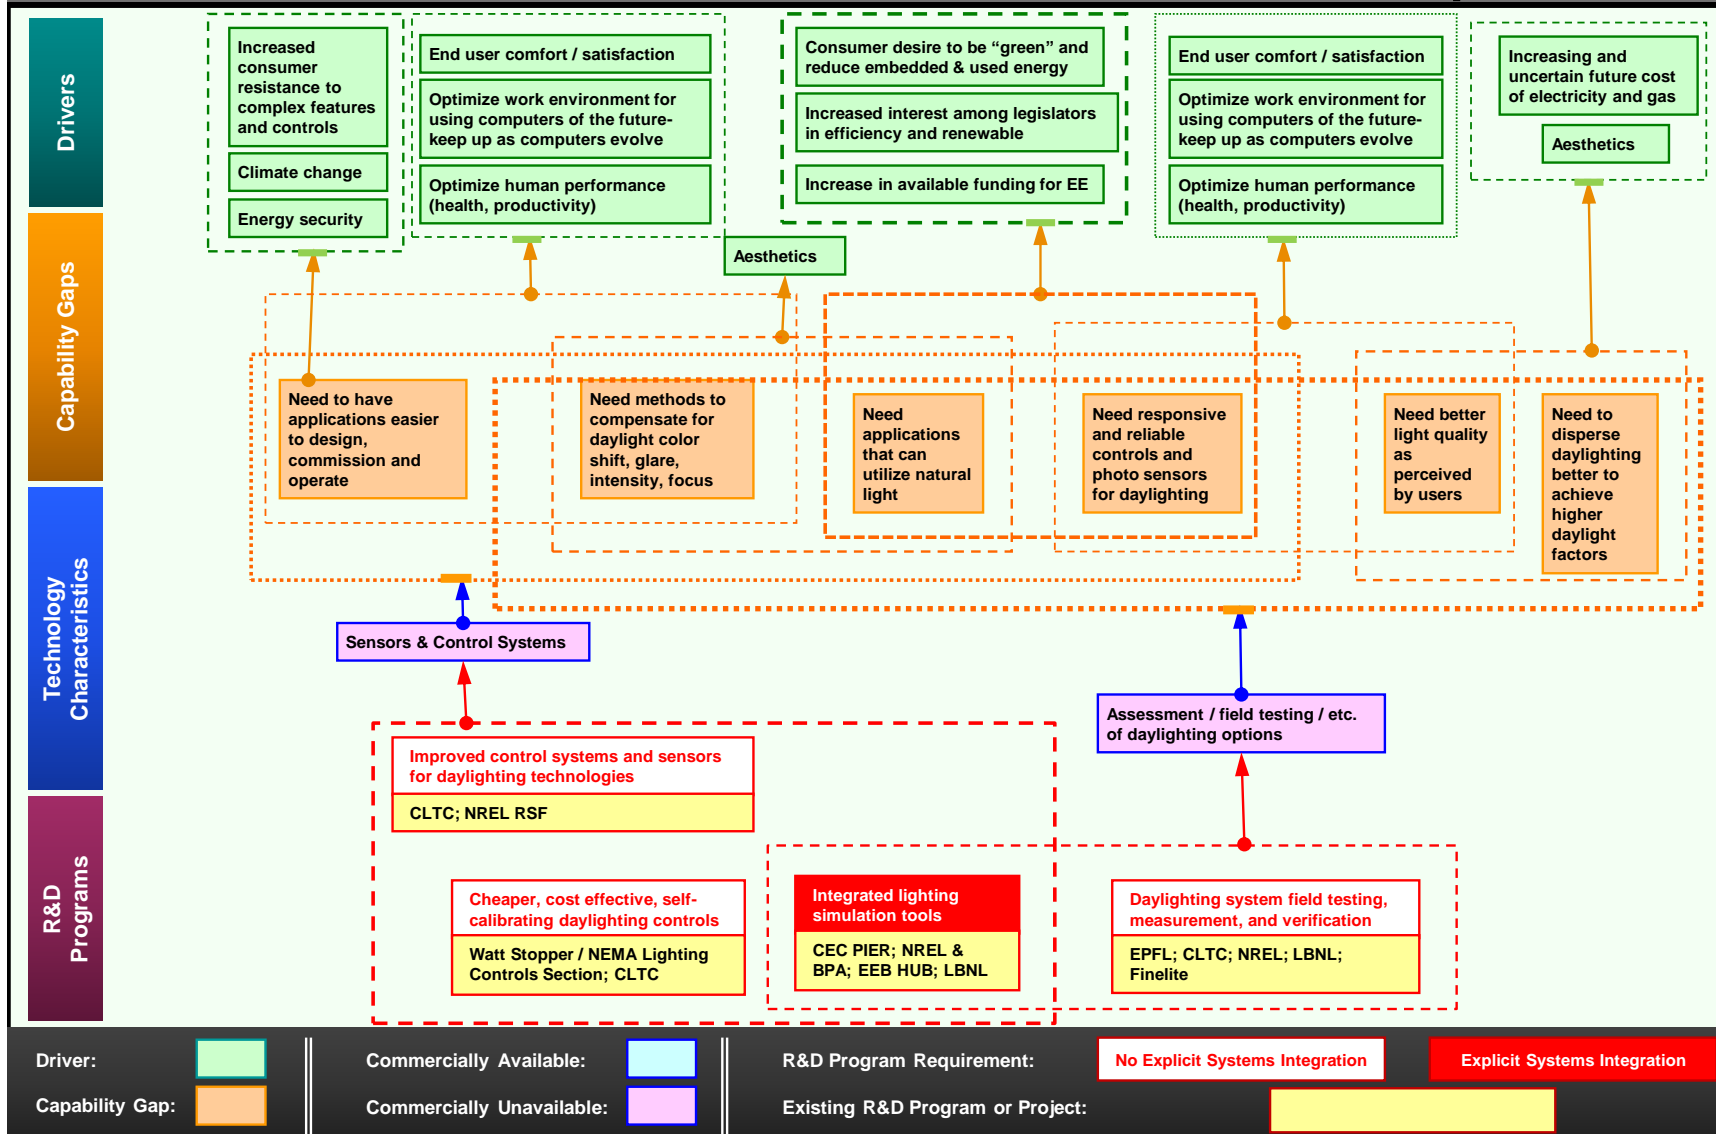 Drivers
Increased
consumer
resistance to
complex features
and controls
Climate change
Energy security
End user comfort / satisfaction
Optimize work environment for
using computers of the future-
keep up as computers evolve
Optimize human performance
(health, productivity)
Aesthetics
Consumer desire to be “green” and
reduce embedded & used energy
Increased interest among legislators
in efficiency and renewable
Increase in available funding for EE
End user comfort / satisfaction
Optimize work environment for
using computers of the future-
keep up as computers evolve
Optimize human performance
(health, productivity)
Increasing and
uncertain future cost
of electricity and gas
Aesthetics
Capability Gaps
Need to have
applications easier
to design,
commission and
operate
Need methods to
compensate for
daylight color
shift, glare,
intensity, focus
Need
applications
that can
utilize natural
light
Need responsive
and reliable
controls and
photo sensors
for daylighting
Need better
light quality
as
perceived
by users
Need to
disperse
daylighting
better to
achieve
higher
daylight
factors
Technology
Characteristics
Sensors & Control Systems
Assessment / field testing / etc.
of daylighting options
R&D
Programs
Improved control systems and sensors
for daylighting technologies
CLTC; NREL RSF
Cheaper, cost effective, self-
calibrating daylighting controls
Watt Stopper / NEMA Lighting
Controls Section; CLTC
Integrated lighting
simulation tools
CEC PIER; NREL &
BPA; EEB HUB; LBNL
Daylighting system field testing,
measurement, and verification
EPFL; CLTC; NREL; LBNL;
Finelite
Driver:
Capability Gap:
Commercially Available:
Commercially Unavailable:
R&D Program Requirement:
No Explicit Systems Integration
Explicit Systems Integration
Existing R&D Program or Project: